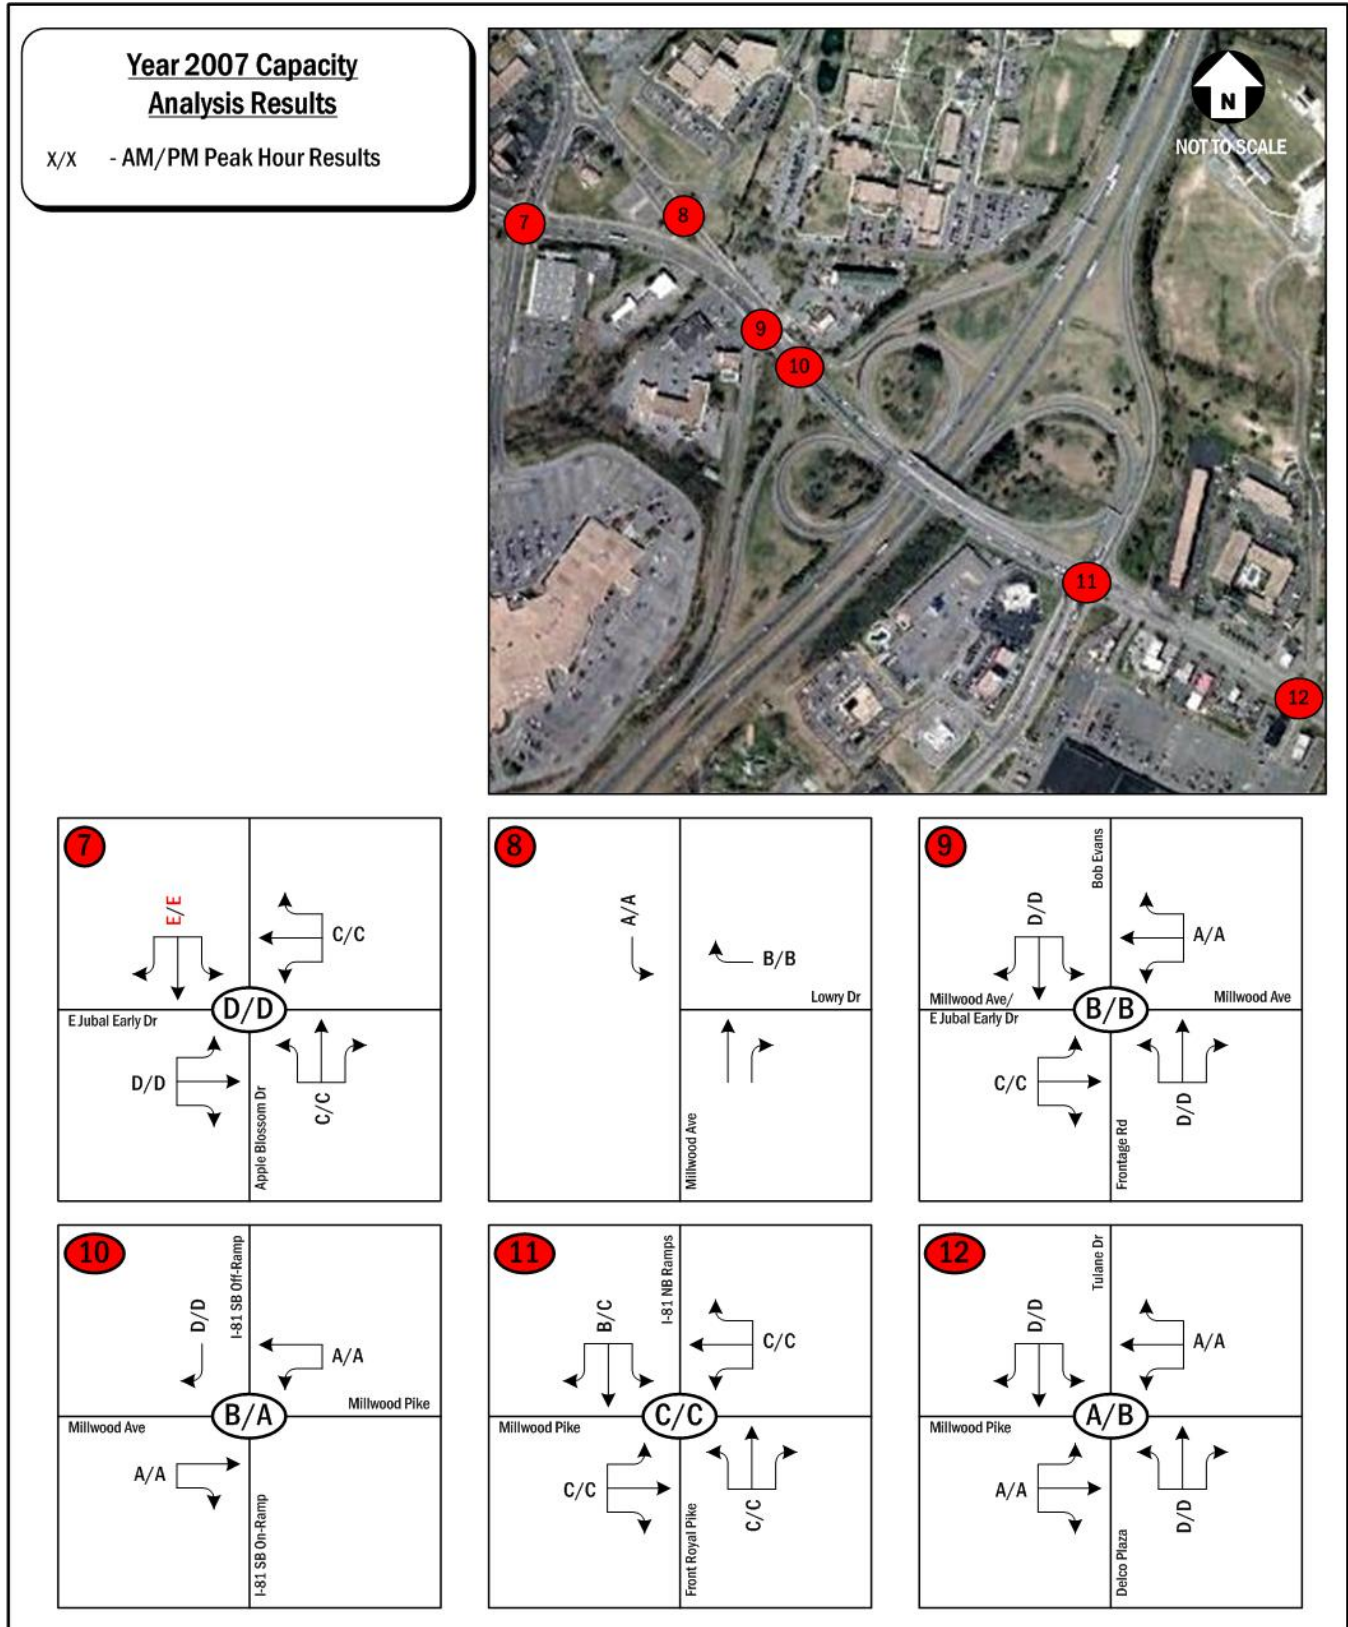 Year 2007 Capacity
Analysis Results
X/X - AM/PM Peak Hour Results
N
NOT TO SCALE
7
8
9
10
11
12
7
E/E
C/C
D/D
E Jubal Early Dr
D/D
C/C
Apple Blossom Dr
8
A/A
B/B
Lowry Dr
Millwood Ave
9
Bob Evans
D/D
A/A
Millwood Ave/
E Jubal Early Dr
B/B
Millwood Ave
C/C
D/D
Frontage Rd
10
I-81 SB Off-Ramp
D/D
A/A
Millwood Pike
B/A
Millwood Ave
A/A
I-81 SB On-Ramp
11
I-81 NB Ramps
B/C
C/C
C/C
Millwood Pike
C/C
C/C
Front Royal Pike
12
Tulane Dr
D/D
A/A
A/B
Millwood Pike
A/A
D/D
Delco Plaza